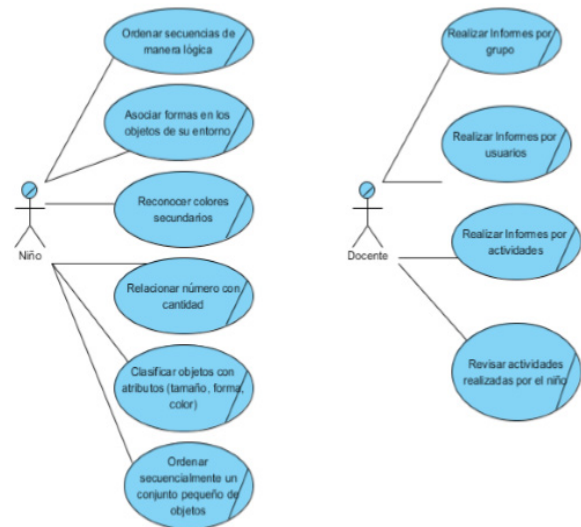 Ordenar secuencias de
manera lógica
Asociar formas en los
objetos de su entorno
Reconocer colores
secundarios
Niño
Relacionar número con
cantidad
Clasificar objetos con
atributos (tamaño, forma,
color)
Ordenar
secuencialmente un
conjunto pequeño de
objetos
Realizar Informes por
grupo
Realizar Informes por
usuarios
Realizar Informes por
actividades
Docente
Revisar actividades
realizadas por el niño